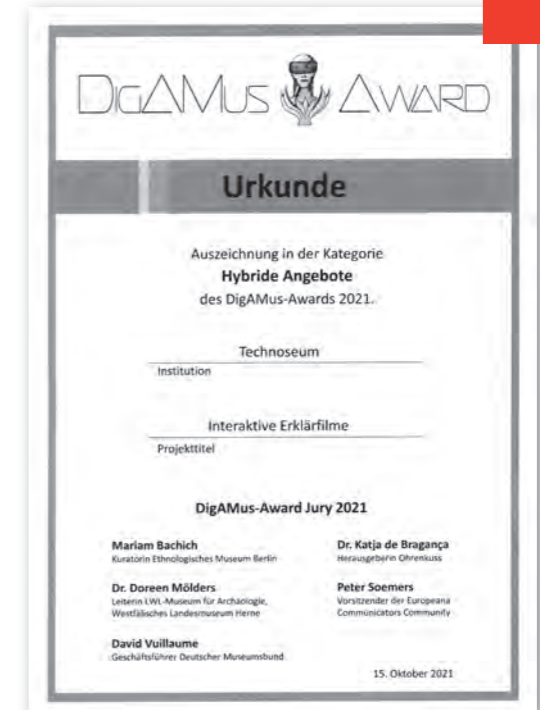 DigAMus Award
Urkunde
Auszeichnung in der Kategorie
Hybride Angebote
des DigAMus-Awards 2021.
Technoseum
Institution
Interaktive Erklärfilme
Projekttitel
DigAMus-Award Jury 2021
Mariam Bachich
Kuratorin Ethnologisches Museum Berlin
Dr. Doreen Mölders
Leiterin LWL-Museum für Archäologie,
Westfälisches Landesmuseum Herne
David Vuillaume
Geschäftsführer Deutscher Museumsbund
Dr. Katja de Bragança
Herausgeberin Ohrenkuss
Peter Soemers
Vorsitzender der Europeana
Communicators Community
15. Oktober 2021